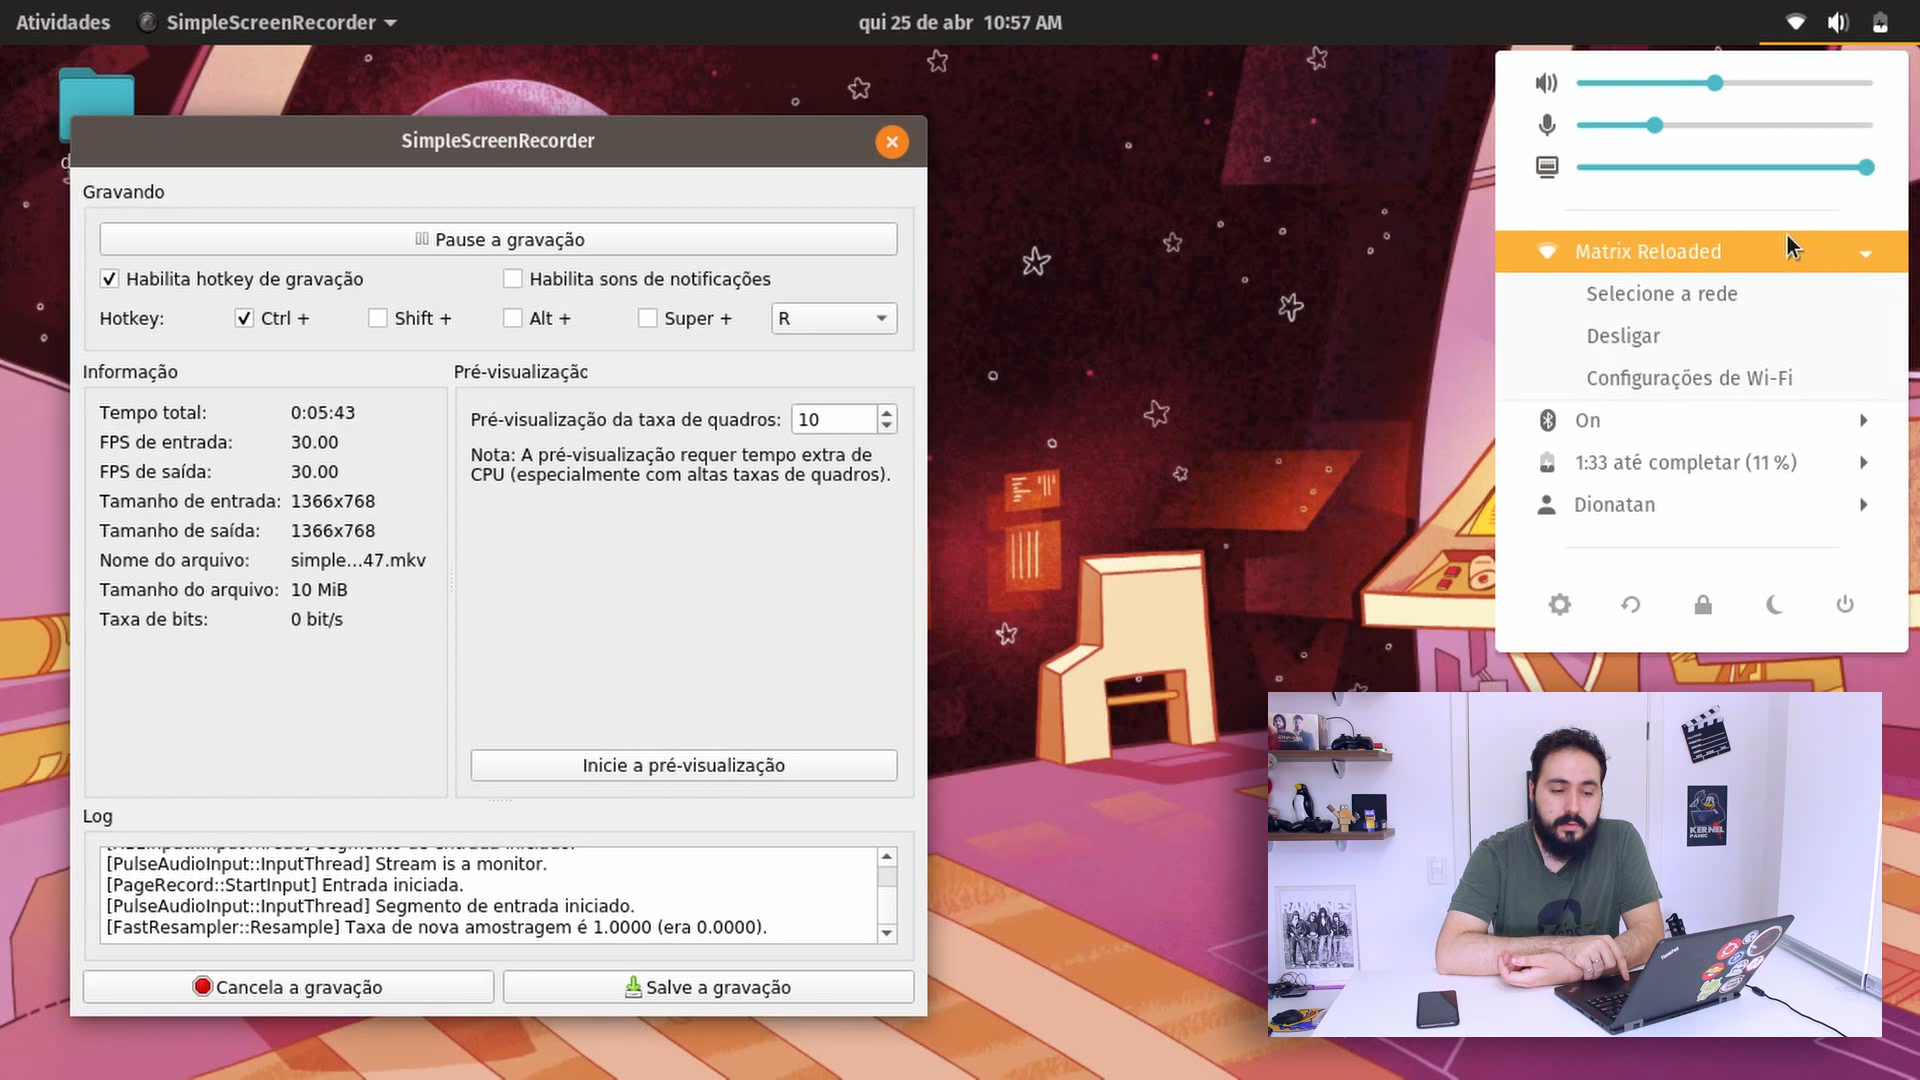 Atividades
SimpleScreenRecorder
qui 25 de abr 10:57 AM
SimpleScreenRecorder
Gravando
Pause a gravação
Habilita hotkey de gravação
Habilita sons de notificações
Hotkey:
Ctrl +
Shift +
Alt +
Super +
R
Informação
Tempo total: 0:05:43
FPS de entrada: 30.00
FPS de saída: 30.00
Tamanho de entrada: 1366x768
Tamanho de saída: 1366x768
Nome do arquivo: simple...47.mkv
Tamanho do arquivo: 10 MiB
Taxa de bits: 0 bit/s
Pré-visualização
Pré-visualização da taxa de quadros: 10
Nota: A pré-visualização requer tempo extra de
CPU (especialmente com altas taxas de quadros).
Inicie a pré-visualização
Log
[PulseAudioInput::InputThread] Stream is a monitor.
[PageRecord::StartInput] Entrada iniciada.
[PulseAudioInput::InputThread] Segmento de entrada iniciado.
[FastResampler::Resample] Taxa de nova amostragem é 1.0000 (era 0.0000).
Cancela a gravação
Salve a gravação
Matrix Reloaded
Selecione a rede
Desligar
Configurações de Wi-Fi
On
1:33 até completar (11 %)
Dionatan
KERNEL
PANIC
RAMONES
ThinkPad